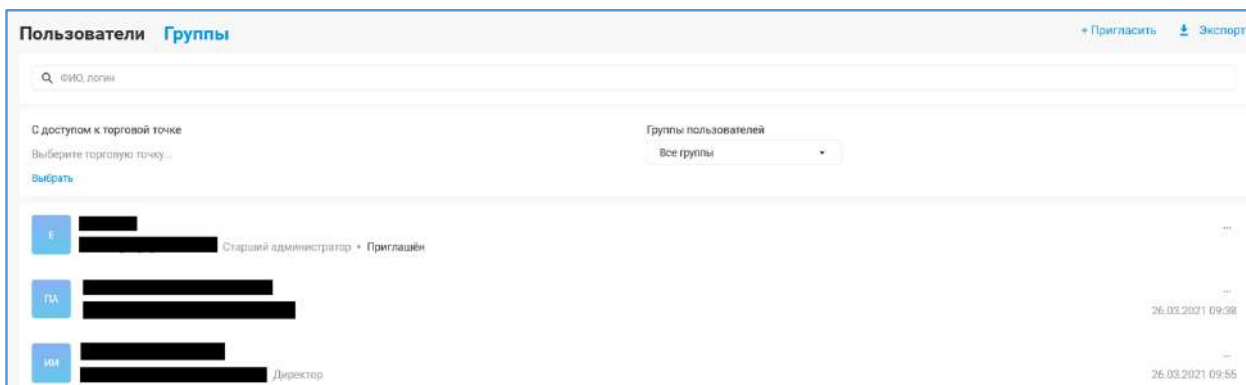 Пользователи Группы + Пригласить Экспорт
ФИО, логин
С доступом к торговой точке Группы пользователей
Выберите торговую точку... Все группы
Выбрать
Е ...
Старший администратор • Приглашён
ПА ...
26.03.2021 09:38
ИИ ...
Директор 26.03.2021 09:55